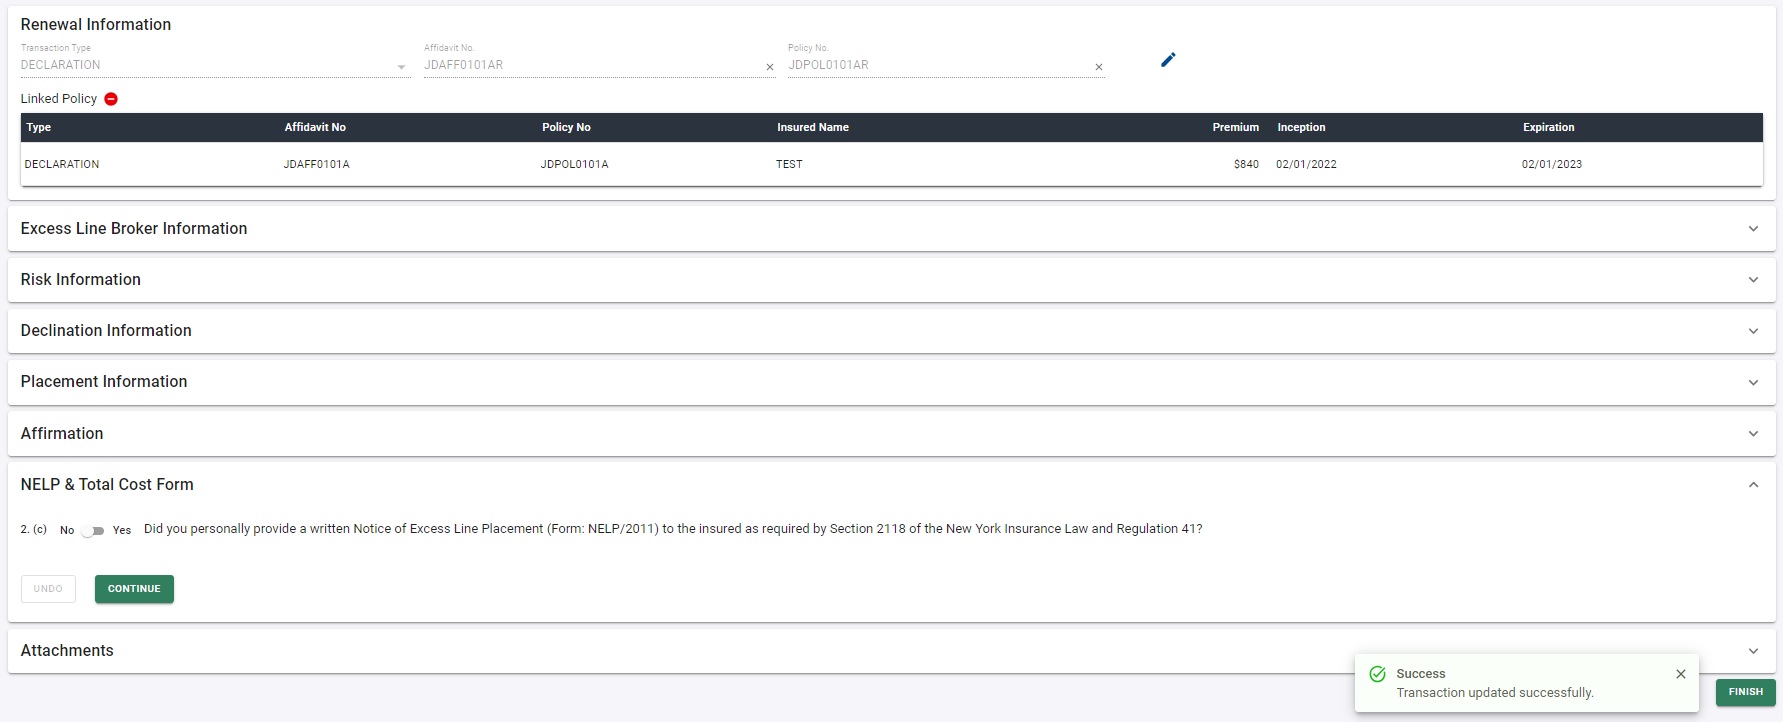 Renewal Information
Transaction Type Affidavit No. Policy No.
DECLARATION JDAFF0101AR JDPOL0101AR
Linked Policy
Type Affidavit No Policy No Insured Name Premium Inception Expiration
DECLARATION JDAFF0101A JDPOL0101A TEST $840 02/01/2022 02/01/2023
Excess Line Broker Information
Risk Information
Declination Information
Placement Information
Affirmation
NELP & Total Cost Form
2. (c) No Yes Did you personally provide a written Notice of Excess Line Placement (Form: NELP/2011) to the insured as required by Section 2118 of the New York Insurance Law and Regulation 41?
UNDO CONTINUE
Attachments
Success
Transaction updated successfully.
FINISH